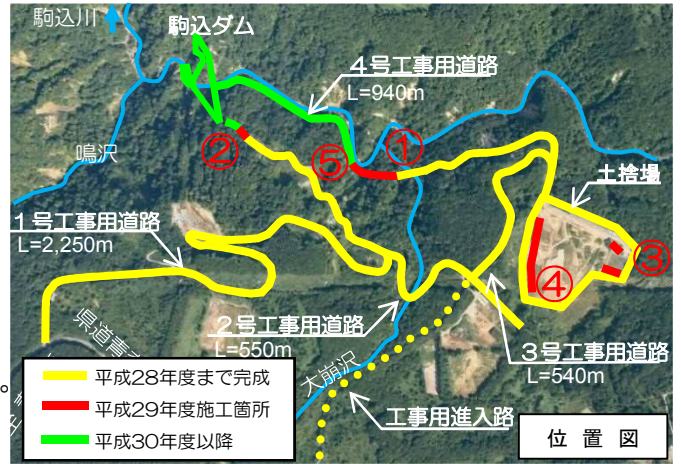 駒込川
駒込ダム
4号工事用道路
L=940m
鳴沢
②
⑤
①
土捨場
1号工事用道路
L=2,250m
③
④
2号工事用道路
L=550m
3号工事用道路
L=540m
県道青
大崩沢
工事用進入路
。
平成28年度まで完成
平成29年度施工箇所
平成30年度以降
位置図